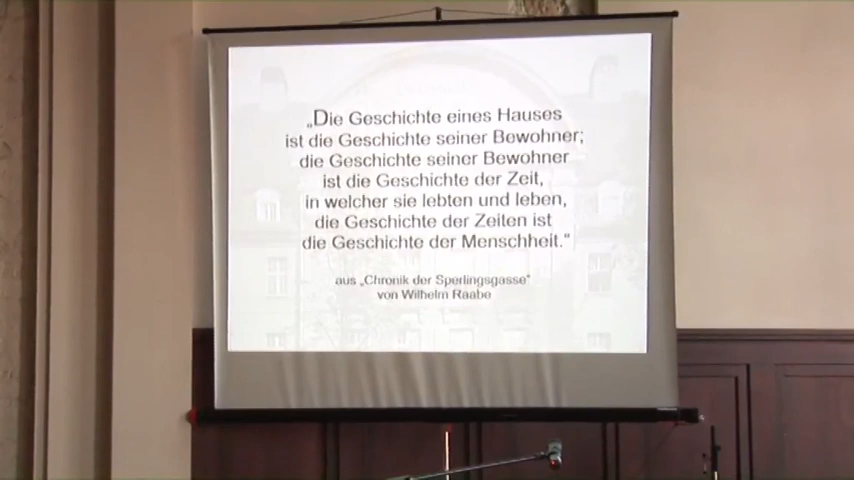 „Die Geschichte eines Hauses
ist die Geschichte seiner Bewohner;
die Geschichte seiner Bewohner
ist die Geschichte der Zeit,
in welcher sie lebten und leben,
die Geschichte der Zeiten ist
die Geschichte der Menschheit.“
aus „Chronik der Sperlingsgasse“
von Wilhelm Raabe